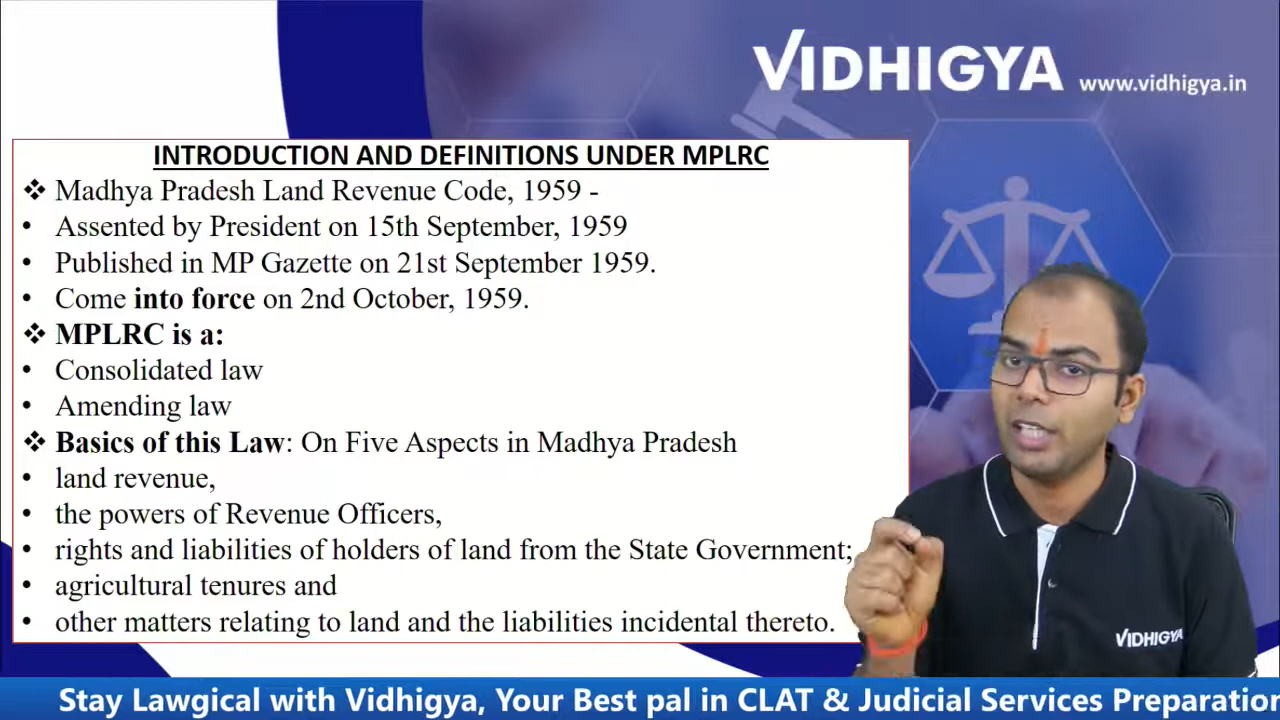 VIDHIGYA www.vidhigya.in
INTRODUCTION AND DEFINITIONS UNDER MPLRC
❖ Madhya Pradesh Land Revenue Code, 1959 -
• Assented by President on 15th September, 1959
• Published in MP Gazette on 21st September 1959.
• Come into force on 2nd October, 1959.
❖ MPLRC is a:
• Consolidated law
• Amending law
❖ Basics of this Law: On Five Aspects in Madhya Pradesh
• land revenue,
• the powers of Revenue Officers,
• rights and liabilities of holders of land from the State Government;
• agricultural tenures and
• other matters relating to land and the liabilities incidental thereto.
VIDHIGYA
Stay Lawgical with Vidhigya, Your Best pal in CLAT & Judicial Services Preparation